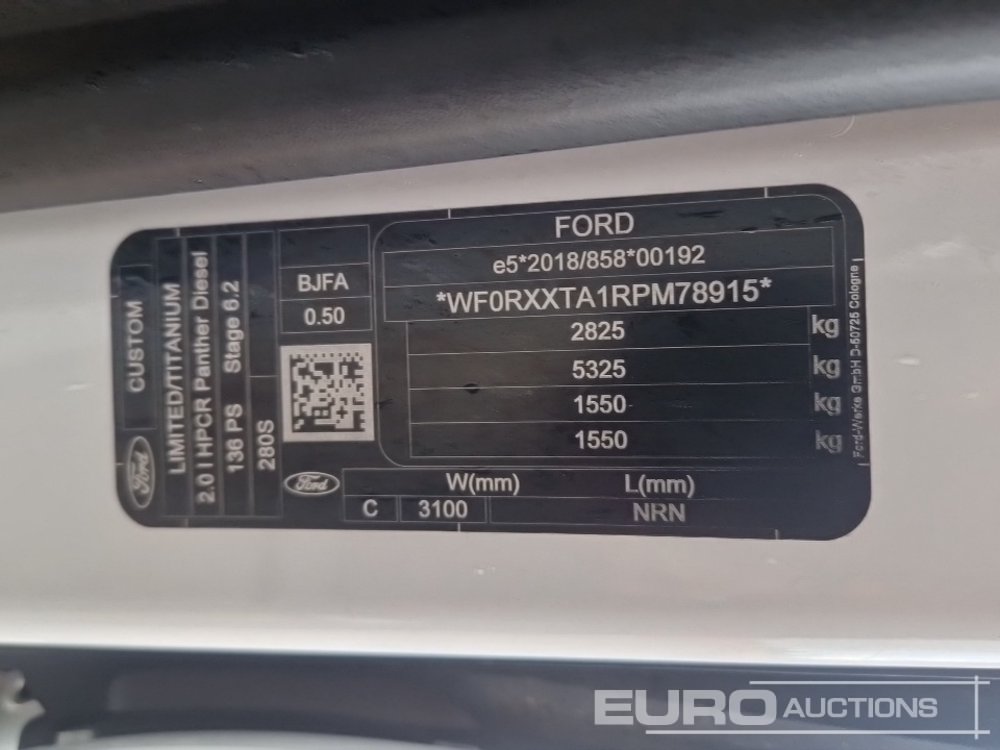 CUSTOM
Ford
LIMITED/TITANIUM
2.0 l HPCR Panther Diesel
136 PS Stage 6.2
280S
BJFA
0.50
Ford
FORD
e5*2018/858*00192
*WF0RXXTA1RPM78915*
2825 kg
5325 kg
1550 kg
1550 kg
W(mm) L(mm)
C 3100 NRN
Ford-Werke GmbH D-50725 Cologne
EURO AUCTIONS